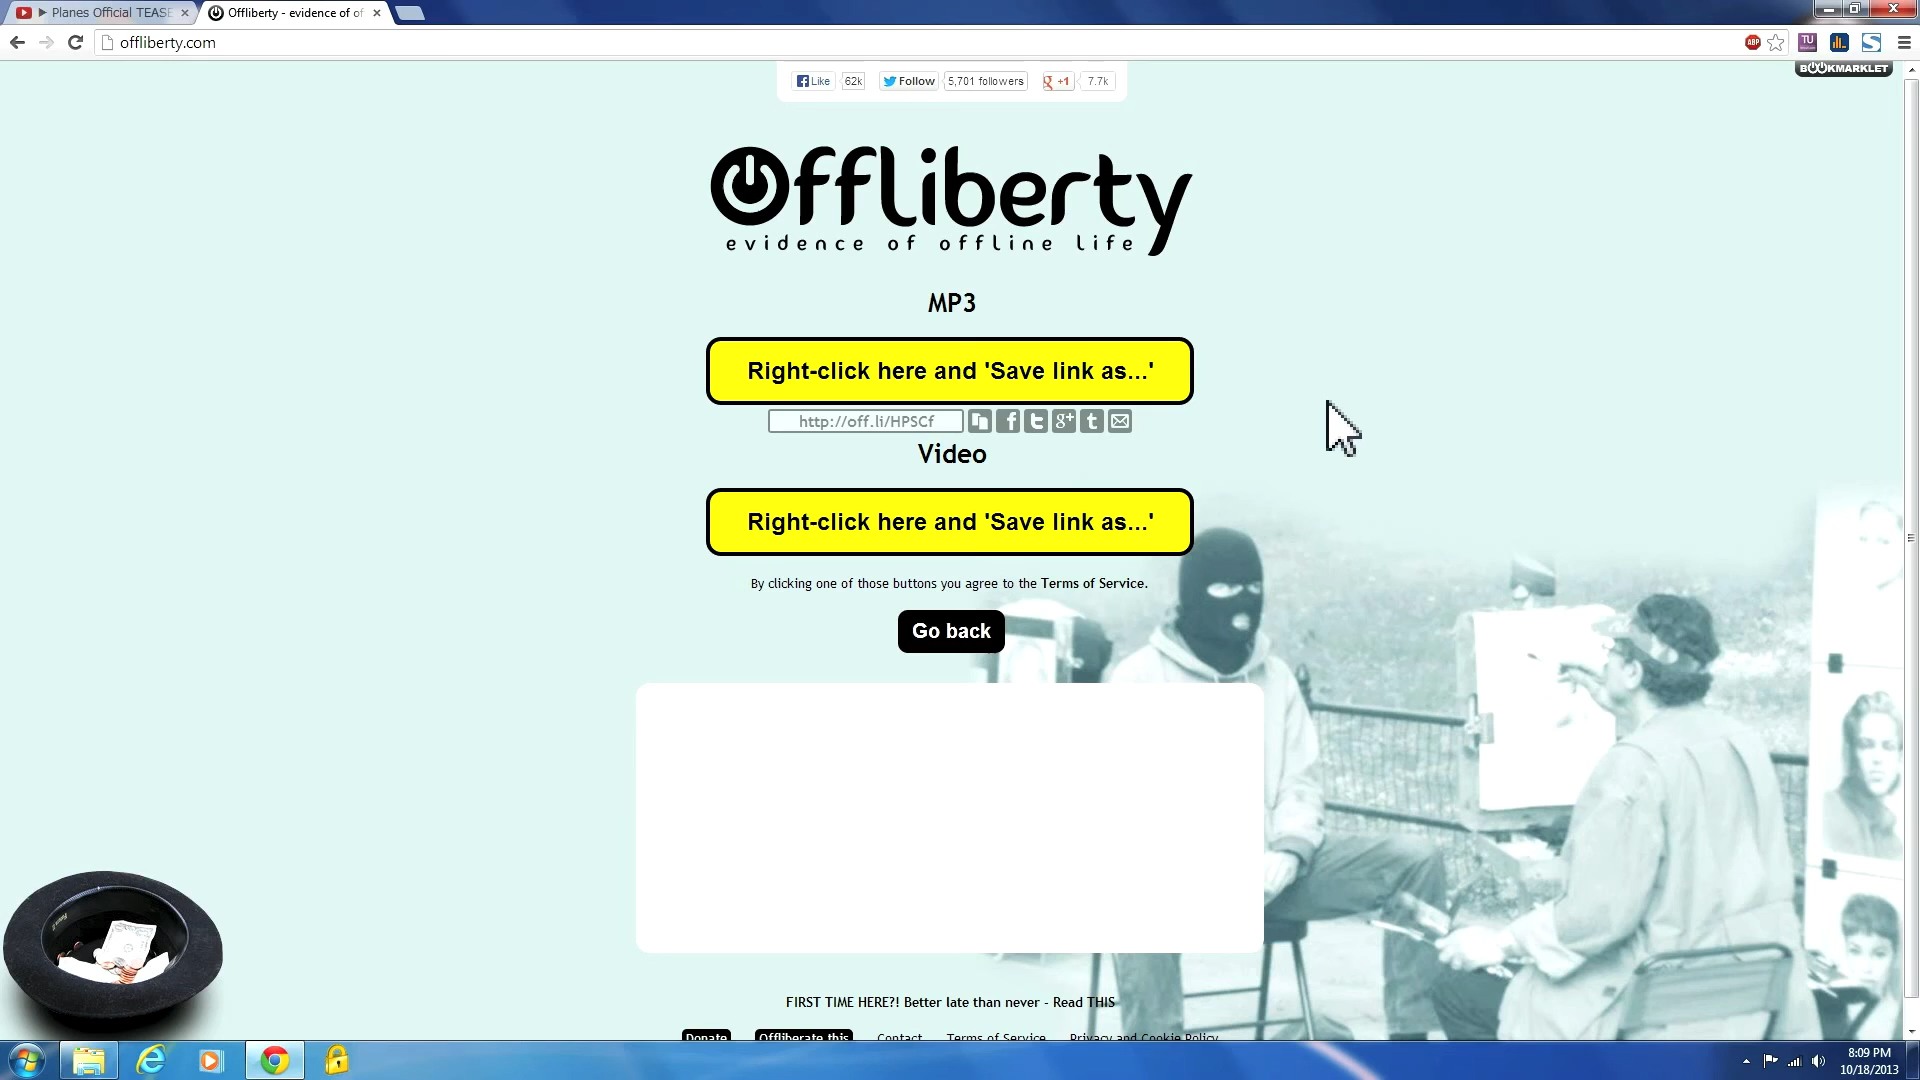 Planes Official TEASE
Offliberty - evidence of of
offliberty.com
ABP
TU
BOOKMARKLET
Like 62k Follow 5,701 followers +1 7.7k
Offliberty
evidence of offline life
MP3
Right-click here and 'Save link as...'
http://off.li/HPSCf
Video
Right-click here and 'Save link as...'
By clicking one of those buttons you agree to the Terms of Service.
Go back
FIRST TIME HERE?! Better late than never - Read THIS
Donate Offliberate this Contact Terms of Service Privacy and Cookie Policy
8:09 PM
10/18/2013